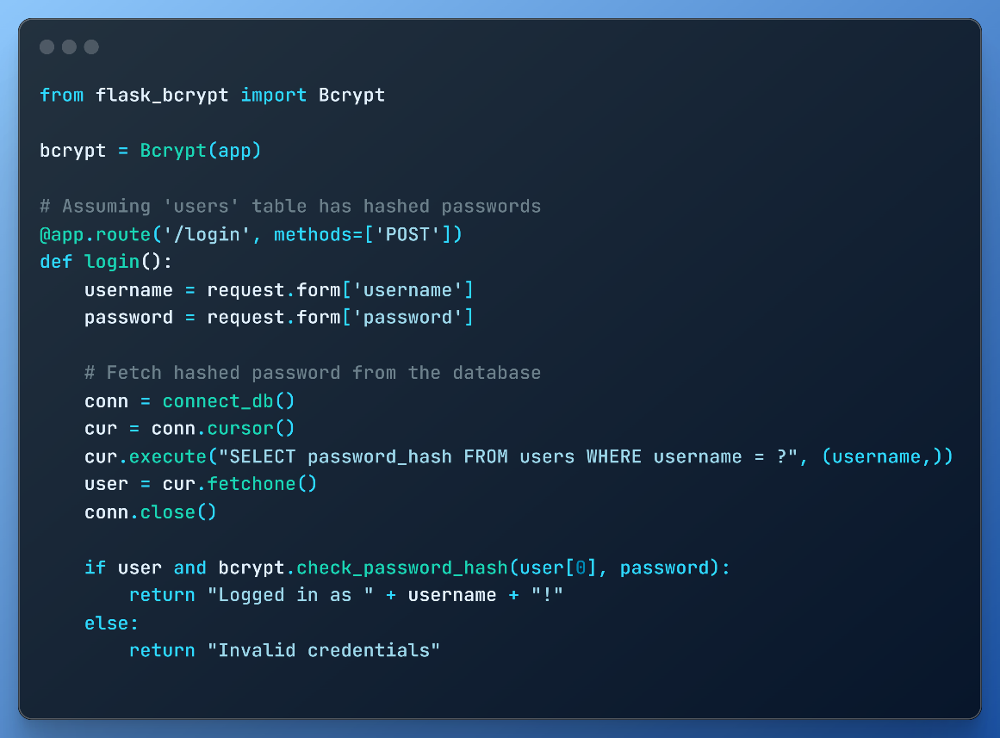 from flask_bcrypt import Bcrypt

bcrypt = Bcrypt(app)

# Assuming 'users' table has hashed passwords
@app.route('/login', methods=['POST'])
def login():
    username = request.form['username']
    password = request.form['password']

    # Fetch hashed password from the database
    conn = connect_db()
    cur = conn.cursor()
    cur.execute("SELECT password_hash FROM users WHERE username = ?", (username,))
    user = cur.fetchone()
    conn.close()

    if user and bcrypt.check_password_hash(user[0], password):
        return "Logged in as " + username + "!"
    else:
        return "Invalid credentials"